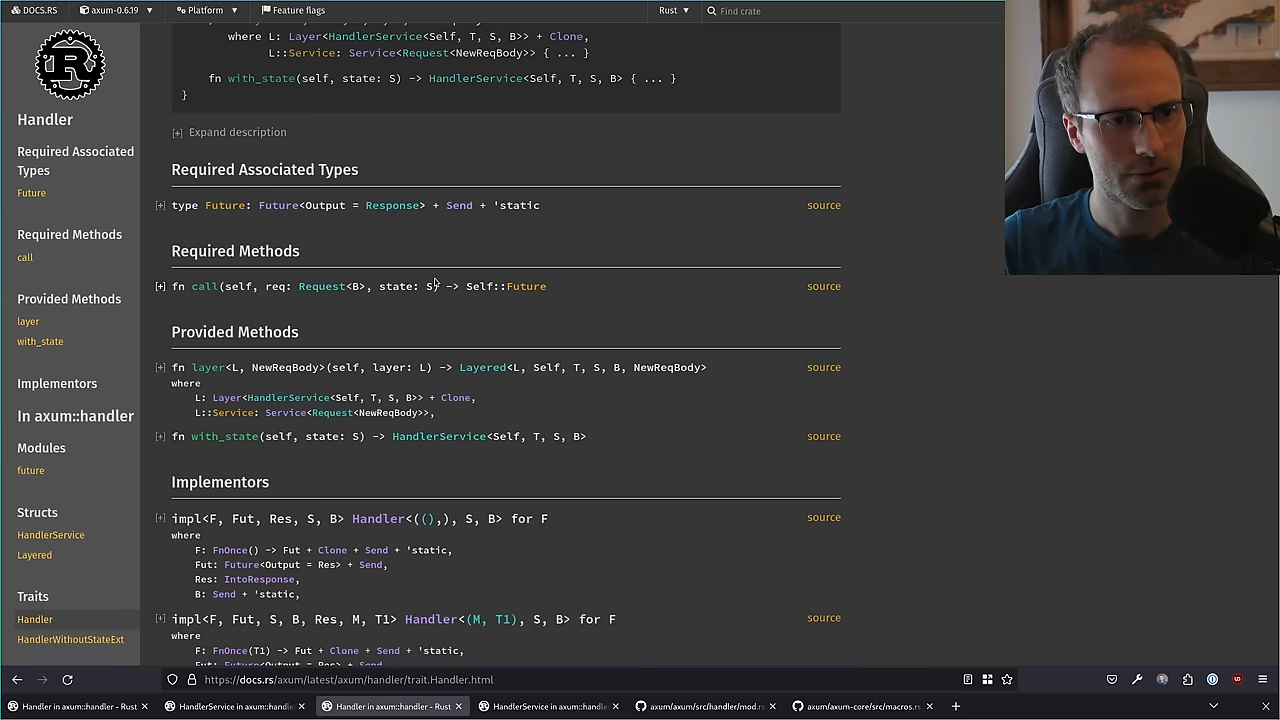 DOCS.RS
axum-0.6.19
Platform
Feature flags
Rust
Find crate
Handler
Required Associated
Types
Future
Required Methods
call
Provided Methods
layer
with_state
Implementors
In axum::handler
Modules
future
Structs
HandlerService
Layered
Traits
Handler
HandlerWithoutStateExt
where L: Layer<HandlerService<Self, T, S, B>> + Clone,
L::Service: Service<Request<NewReqBody>> { ... }
fn with_state(self, state: S) -> HandlerService<Self, T, S, B> { ... }
}
[+] Expand description
Required Associated Types
[+] type Future: Future<Output = Response> + Send + 'static source
Required Methods
[+] fn call(self, req: Request<B>, state: S) -> Self::Future source
Provided Methods
[+] fn layer<L, NewReqBody>(self, layer: L) -> Layered<L, Self, T, S, B, NewReqBody> source
where
L: Layer<HandlerService<Self, T, S, B>> + Clone,
L::Service: Service<Request<NewReqBody>>,
[+] fn with_state(self, state: S) -> HandlerService<Self, T, S, B> source
Implementors
[+] impl<F, Fut, Res, S, B> Handler<((),), S, B> for F source
where
F: FnOnce() -> Fut + Clone + Send + 'static,
Fut: Future<Output = Res> + Send,
Res: IntoResponse,
B: Send + 'static,
[+] impl<F, Fut, S, B, Res, M, T1> Handler<(M, T1), S, B> for F source
where
F: FnOnce(T1) -> Fut + Clone + Send + 'static,
Fut: Future<Output = Res> + Send,
https://docs.rs/axum/latest/axum/handler/trait.Handler.html
Handler in axum::handler - Rust
HandlerService in axum::handler
Handler in axum::handler - Rust
HandlerService in axum::handler
axum/axum/src/handler/mod.rs
axum/axum-core/src/macros.rs